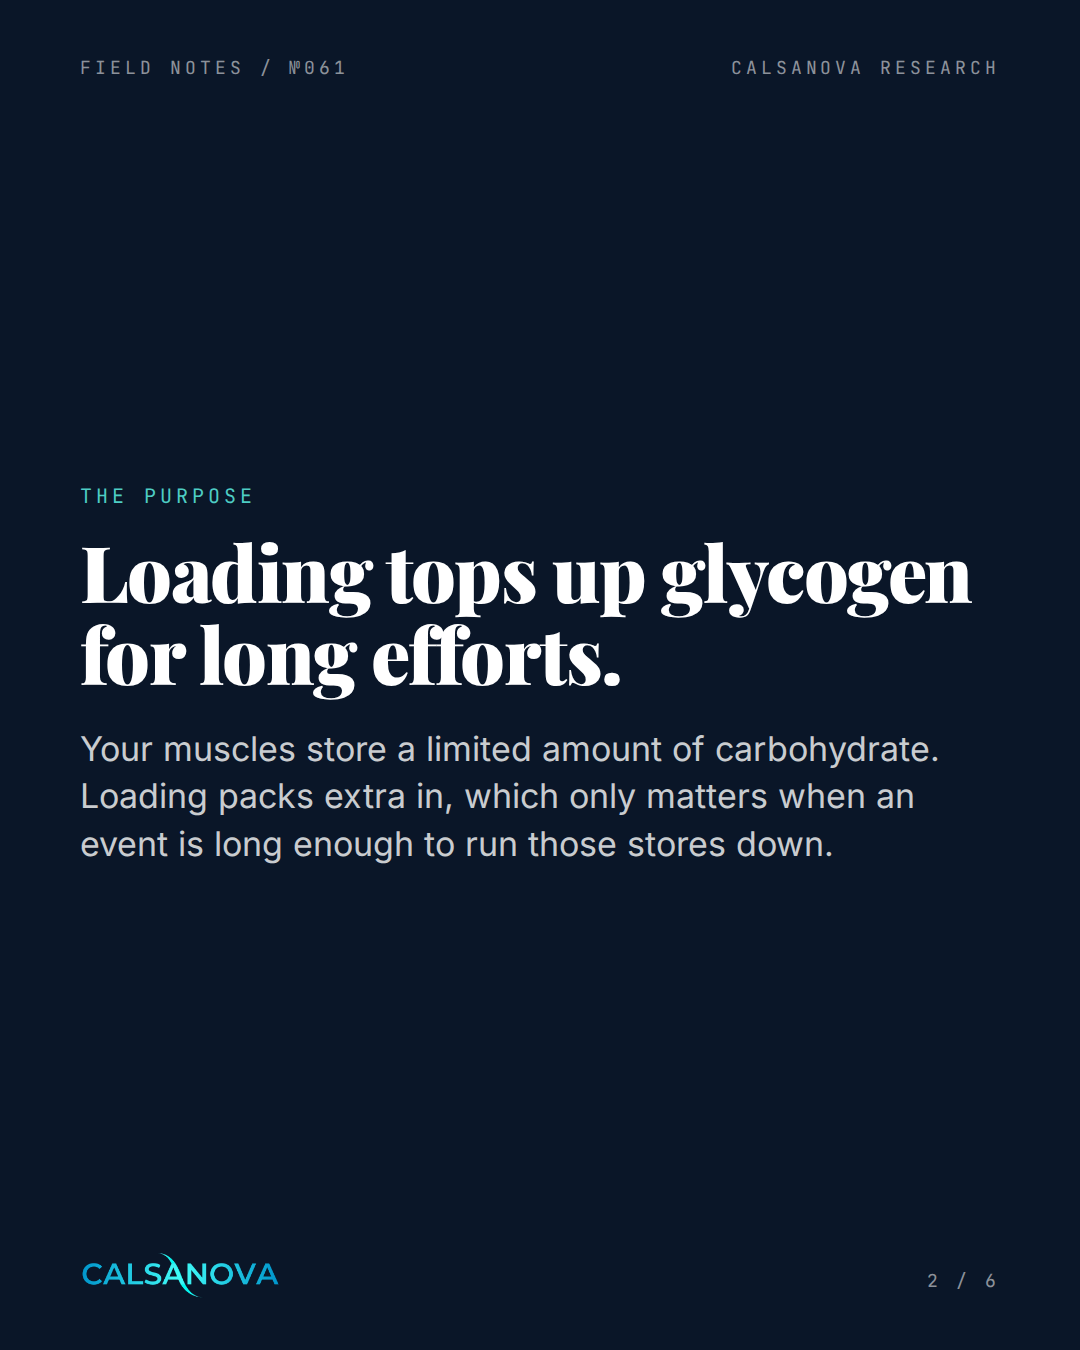 FIELD NOTES / №061
CALSANOVA RESEARCH
THE PURPOSE
Loading tops up glycogen
for long efforts.
Your muscles store a limited amount of carbohydrate.
Loading packs extra in, which only matters when an
event is long enough to run those stores down.
CALSANOVA
2 / 6